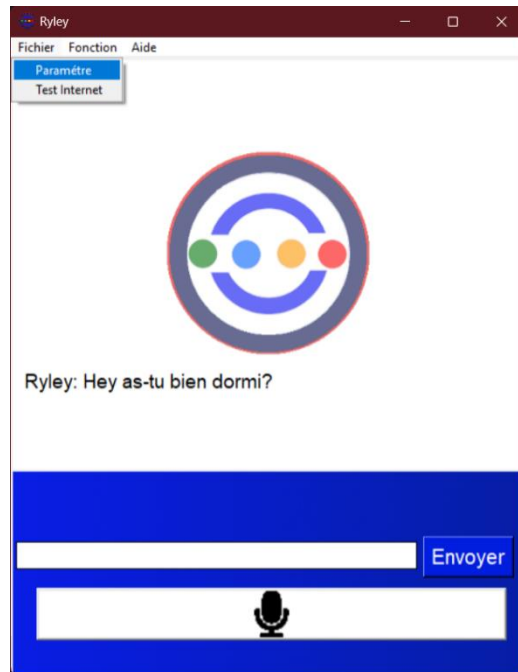 Ryley
Fichier Fonction Aide
Paramétre
Test Internet
Ryley: Hey as-tu bien dormi?
Envoyer